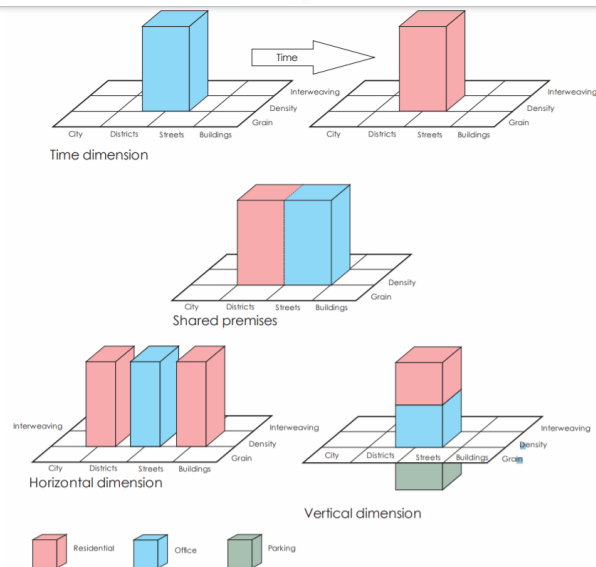 Time
Interweaving
Density
Grain
City Districts Streets Buildings
Interweaving
Density
Grain
City Districts Streets Buildings
Time dimension
Density
Grain
City Districts Streets Buildings
Shared premises
Interweaving
Interweaving
Density
Grain
City Districts Streets Buildings
Horizontal dimension
Interweaving
Density
Grain
City Districts Streets Buildings
Vertical dimension
Residential
Office
Parking